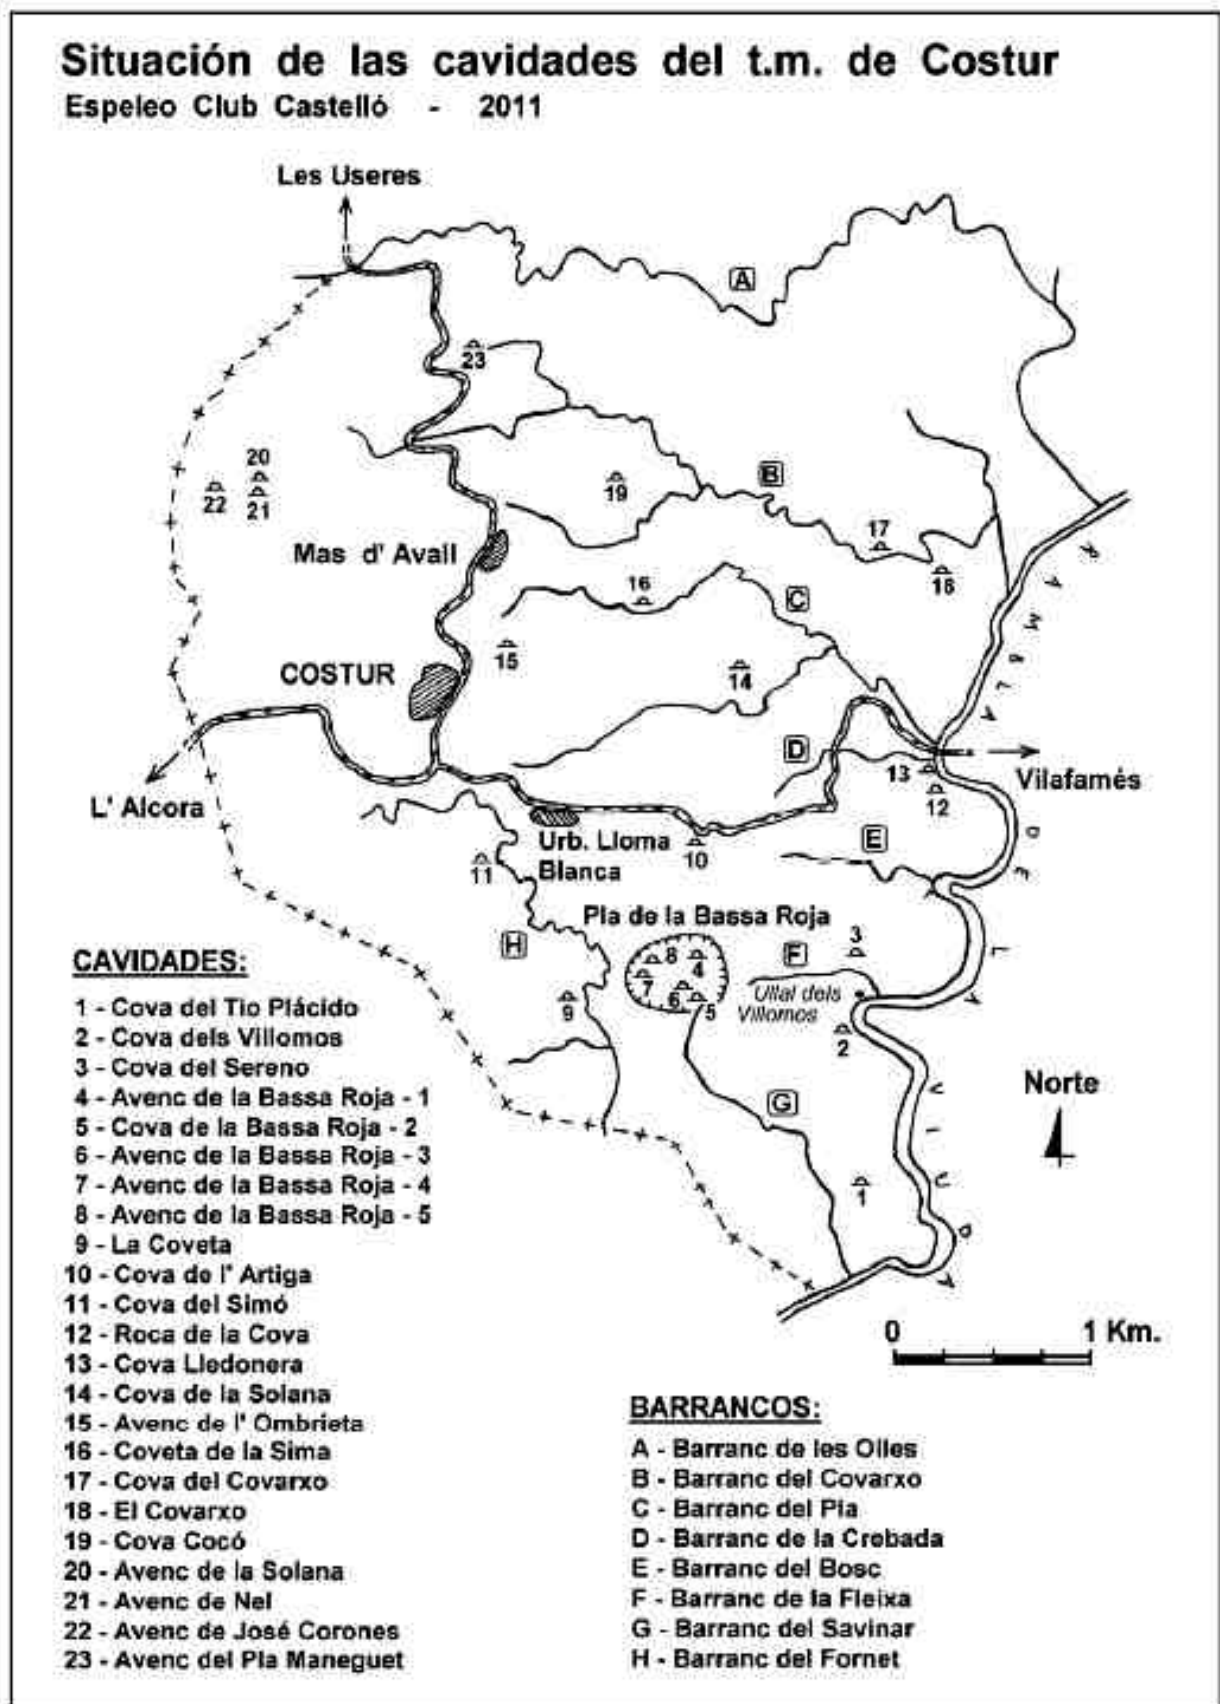 Situación de las cavidades del t.m. de Costur
Espeleo Club Castelló - 2011
Les Useres
A
23
20
22
21
19
B
17
18
Mas d' Avall
16
C
15
14
COSTUR
D
13
12
Vilafamés
L' Alcora
Urb. Lloma
Blanca
10
11
E
Pla de la Bassa Roja
H
8
4
7
6
5
9
F
3
Ullal dels
Villomos
2
G
1
RAMBLA DE LA VIUDA
Norte
0 1 Km.
CAVIDADES:
1 - Cova del Tio Plácido
2 - Cova dels Villomos
3 - Cova del Sereno
4 - Avenc de la Bassa Roja - 1
5 - Cova de la Bassa Roja - 2
6 - Avenc de la Bassa Roja - 3
7 - Avenc de la Bassa Roja - 4
8 - Avenc de la Bassa Roja - 5
9 - La Coveta
10 - Cova de l' Artiga
11 - Cova del Simó
12 - Roca de la Cova
13 - Cova Lledonera
14 - Cova de la Solana
15 - Avenc de l' Ombrieta
16 - Coveta de la Sima
17 - Cova del Covarxo
18 - El Covarxo
19 - Cova Cocó
20 - Avenc de la Solana
21 - Avenc de Nel
22 - Avenc de José Corones
23 - Avenc del Pla Maneguet
BARRANCOS:
A - Barranc de les Olles
B - Barranc del Covarxo
C - Barranc del Pla
D - Barranc de la Crebada
E - Barranc del Bosc
F - Barranc de la Fleixa
G - Barranc del Savinar
H - Barranc del Fornet